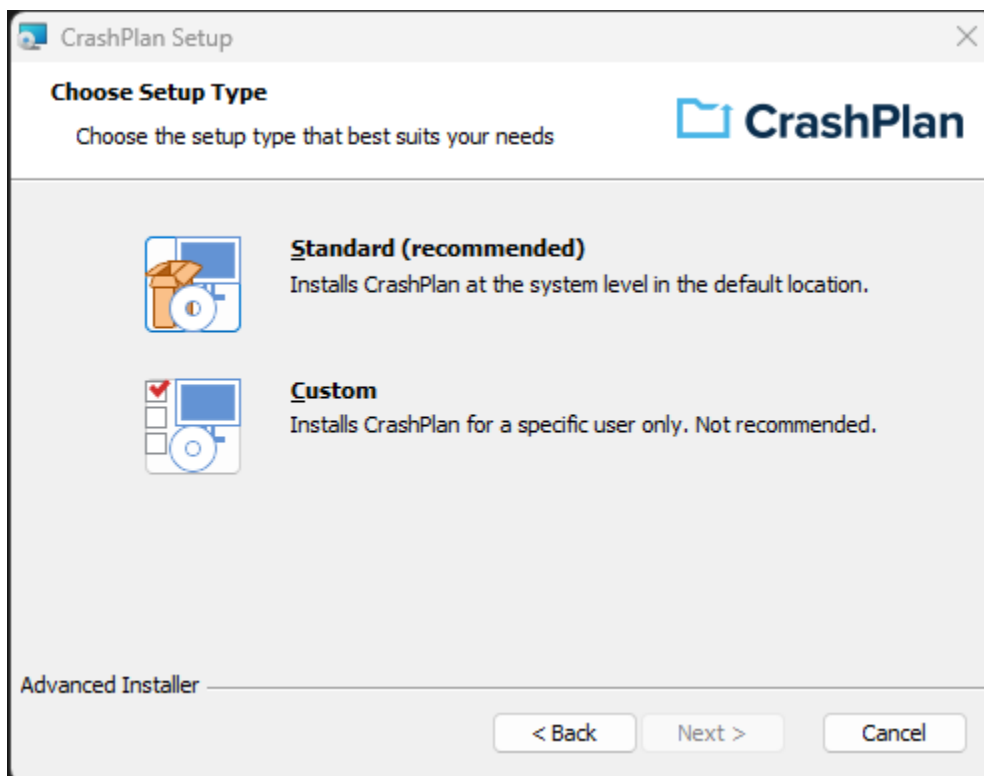 CrashPlan Setup
Choose Setup Type
Choose the setup type that best suits your needs
CrashPlan
Standard (recommended)
Installs CrashPlan at the system level in the default location.
Custom
Installs CrashPlan for a specific user only. Not recommended.
Advanced Installer
< Back
Next >
Cancel